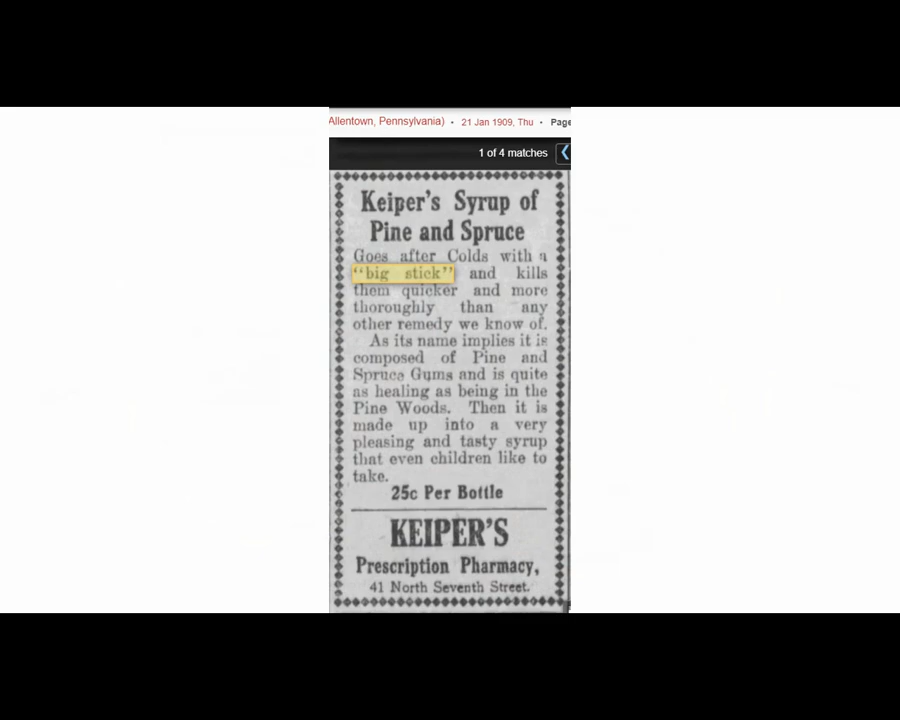 Allentown, Pennsylvania) · 21 Jan 1909, Thu · Page
1 of 4 matches
Keiper's Syrup of
Pine and Spruce
Goes after Colds with a
"big stick" and kills
them quicker and more
thoroughly than any
other remedy we know of.
As its name implies it is
composed of Pine and
Spruce Gums and is quite
as healing as being in the
Pine Woods. Then it is
made up into a very
pleasing and tasty syrup
that even children like to
take.
25c Per Bottle
KEIPER'S
Prescription Pharmacy,
41 North Seventh Street.